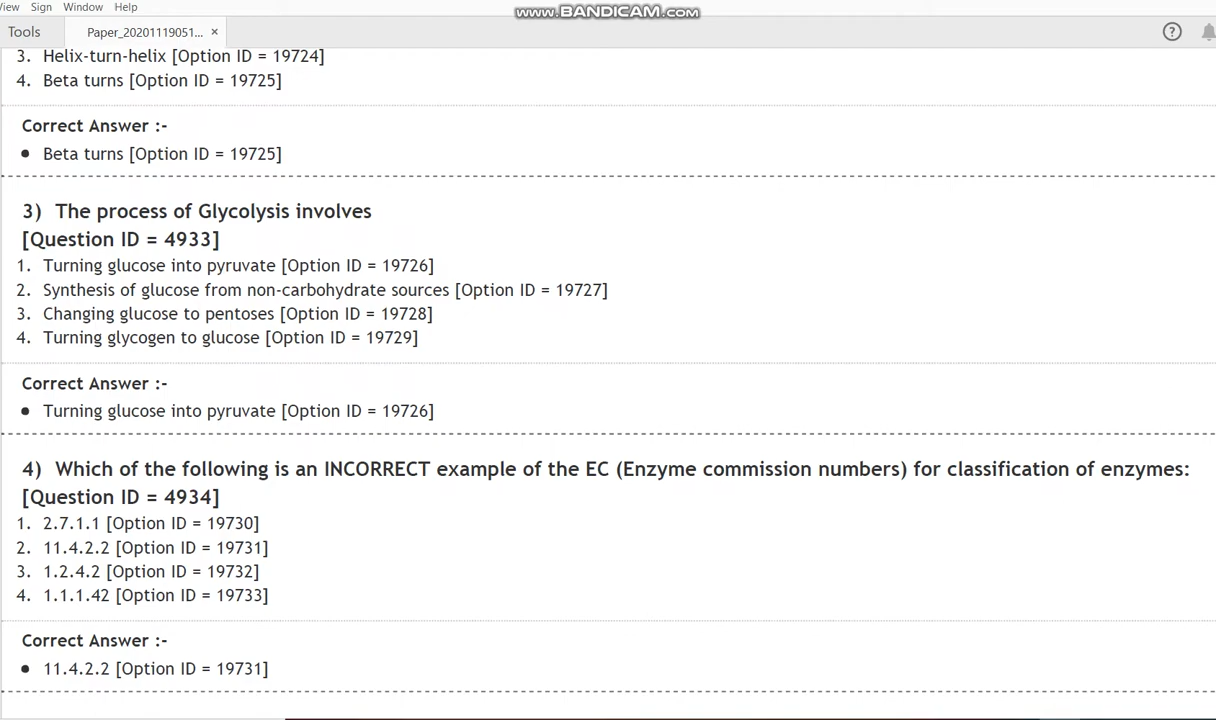 View Sign Window Help
www.BANDICAM.com
Tools Paper_20201119051... ×
3. Helix-turn-helix [Option ID = 19724]
4. Beta turns [Option ID = 19725]
Correct Answer :-
• Beta turns [Option ID = 19725]
3) The process of Glycolysis involves
[Question ID = 4933]
1. Turning glucose into pyruvate [Option ID = 19726]
2. Synthesis of glucose from non-carbohydrate sources [Option ID = 19727]
3. Changing glucose to pentoses [Option ID = 19728]
4. Turning glycogen to glucose [Option ID = 19729]
Correct Answer :-
• Turning glucose into pyruvate [Option ID = 19726]
4) Which of the following is an INCORRECT example of the EC (Enzyme commission numbers) for classification of enzymes:
[Question ID = 4934]
1. 2.7.1.1 [Option ID = 19730]
2. 11.4.2.2 [Option ID = 19731]
3. 1.2.4.2 [Option ID = 19732]
4. 1.1.1.42 [Option ID = 19733]
Correct Answer :-
• 11.4.2.2 [Option ID = 19731]